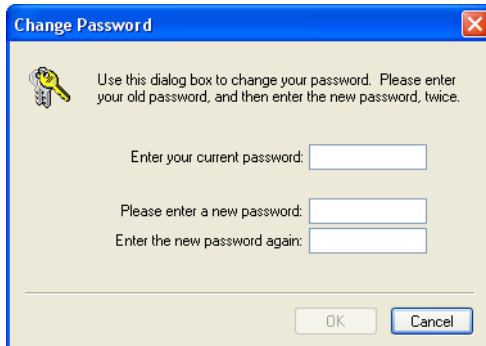 Change Password
Use this dialog box to change your password. Please enter
your old password, and then enter the new password, twice.
Enter your current password:
Please enter a new password:
Enter the new password again:
OK
Cancel